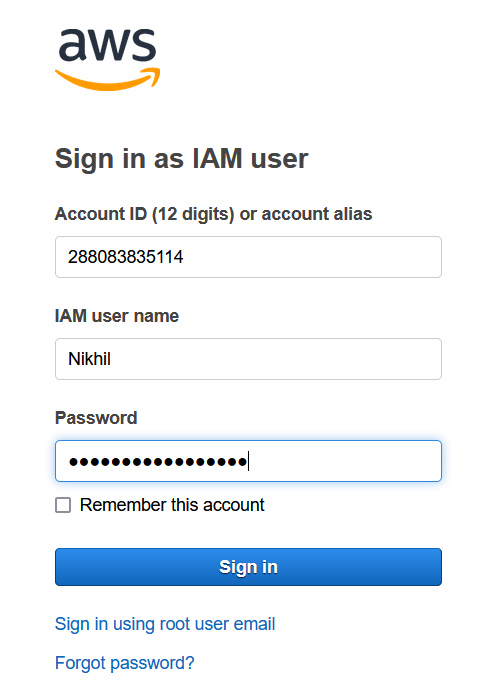 aws
Sign in as IAM user
Account ID (12 digits) or account alias
288083835114
IAM user name
Nikhil
Password
•••••••••••••••••
Remember this account
Sign in
Sign in using root user email
Forgot password?